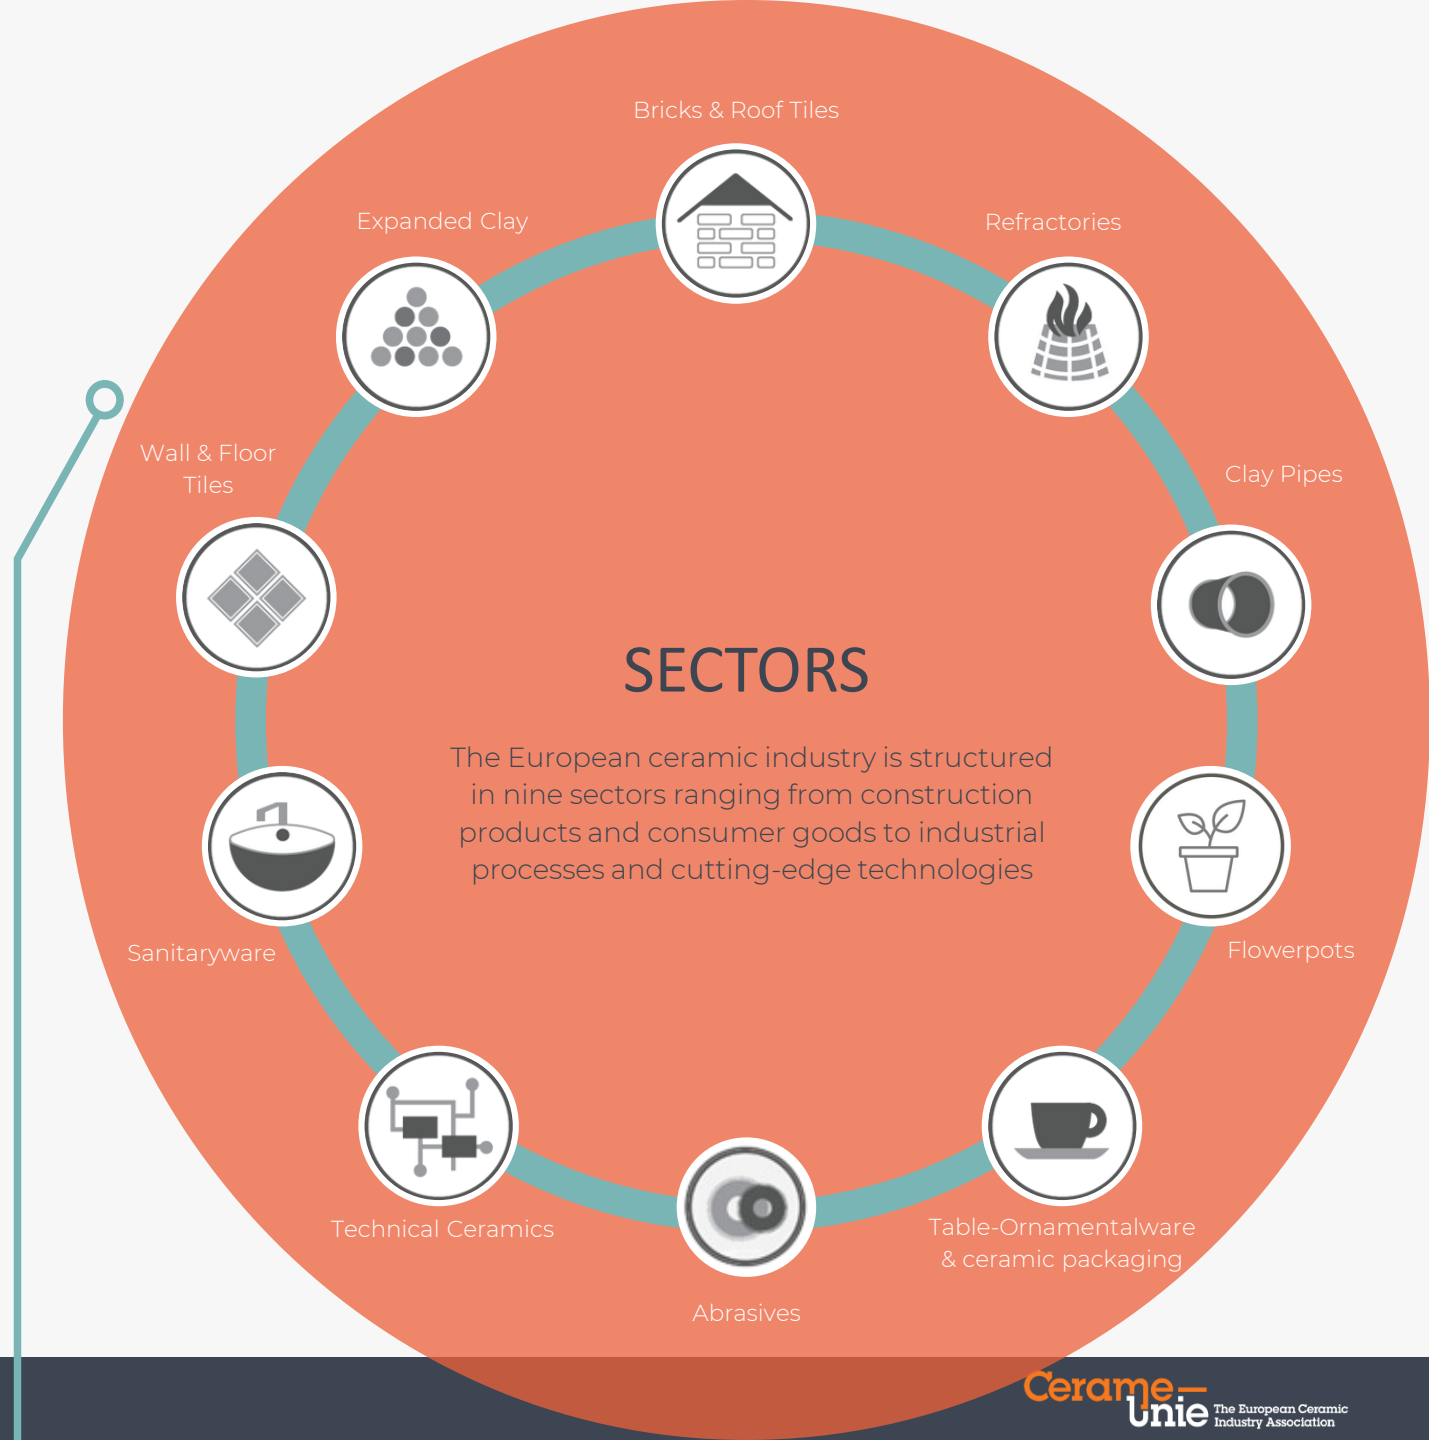 Bricks & Roof Tiles
Expanded Clay
Refractories
Wall & Floor
Tiles
Clay Pipes
SECTORS
The European ceramic industry is structured
in nine sectors ranging from construction
products and consumer goods to industrial
processes and cutting-edge technologies
Sanitaryware
Flowerpots
Technical Ceramics
Table-Ornamentalware
& ceramic packaging
Abrasives
Cerame
Unie
The European Ceramic
Industry Association